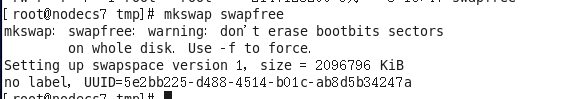 [root@nodecs7 tmp]# mkswap swapfree
mkswap: swapfree: warning: don't erase bootbits sectors
        on whole disk. Use -f to force.
Setting up swapspace version 1, size = 2096796 KiB
no label, UUID=5e2bb225-d488-4514-b01c-ab8d5b34247a
[root@nodecs7 tmp]#